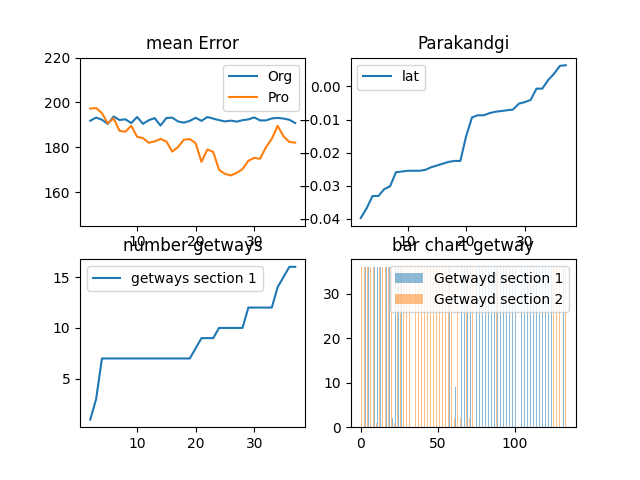 mean Error
220
200
180
160
10 20 30
Org
Pro
Parakandgi
0.00
−0.01
−0.02
−0.03
−0.04
10 20 30
lat
number getways
15
10
5
10 20 30
getways section 1
bar chart getway
30
20
10
0
0 50 100
Getwayd section 1
Getwayd section 2